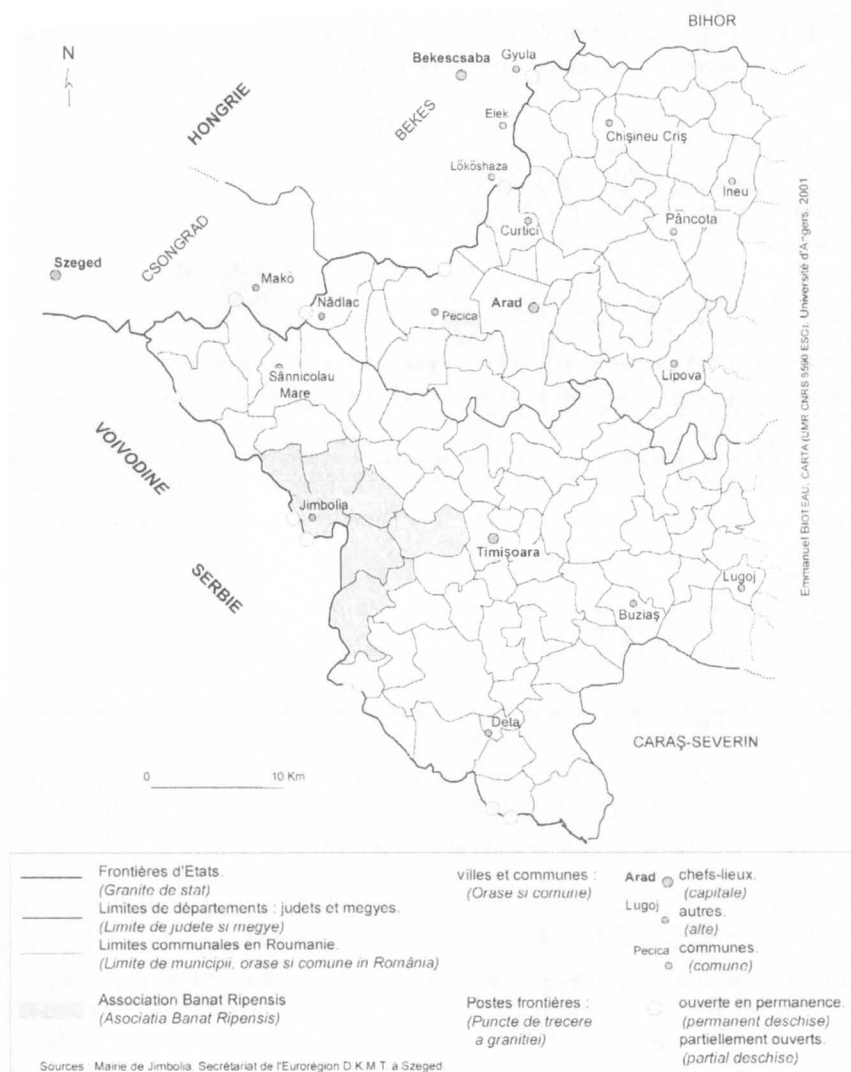 BIHOR
N
Bekescsaba
Gyula
HONGRIE
BEKES
Elek
Chişineu Criş
Lököshaza
Ineu
Curtici
Pâncota
CSONGRAD
Szeged
Makò
Nădlac
Pecica
Arad
Sânnicolau
Mare
Lipova
VOIVODINE
Jimbolia
Timişoara
SERBIE
Lugoj
Buziaş
Deta
CARAŞ-SEVERIN
0 10 Km
Emmanuel BIOTEAU, CARTA (UMR CNRS 6590 ESO), Université d'Angers, 2001
Frontières d'Etats.
(Granite de stat)
Limites de départements : judets et megyes.
(Limite de judete si megye)
Limites communales en Roumanie.
(Limite de municipii, orase si comune in România)
Association Banat Ripensis
(Asociatia Banat Ripensis)
villes et communes :
(Orase si comune)
Arad chefs-lieux.
(capitale)
Lugoj autres.
(alte)
Pecica communes.
(comune)
Postes frontières :
(Puncte de trecere
a granitiei)
ouverte en permanence.
(permanent deschise)
partiellement ouverts.
(partial deschise)
Sources : Mairie de Jimbolia. Secrétariat de l'Eurorégion D.K.M.T. à Szeged.